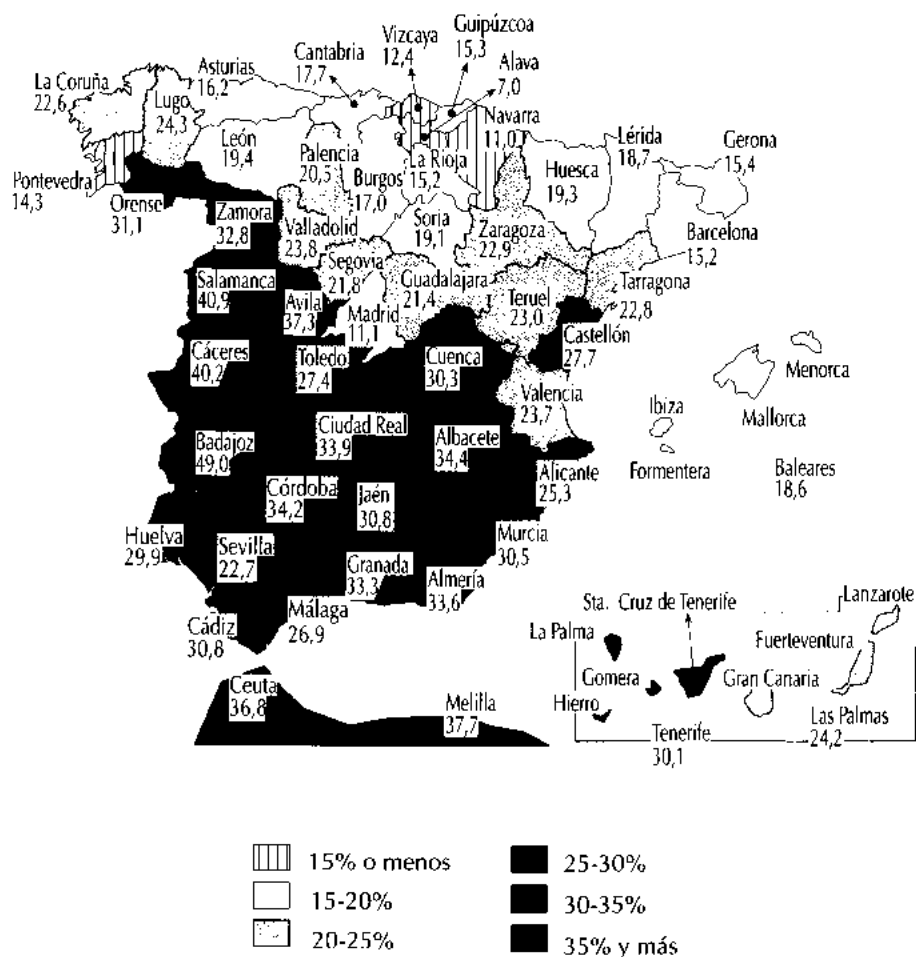 La Coruña
22,6
Lugo
24,3
Asturias
16,2
Cantabria
17,7
Vizcaya
12,4
Guipúzcoa
15,3
Alava
7,0
Navarra
11,0
León
19,4
Palencia
20,5
Burgos
17,0
La Rioja
15,2
Huesca
19,3
Lérida
18,7
Gerona
15,4
Pontevedra
14,3
Orense
31,1
Zamora
32,8
Valladolid
23,8
Soria
19,1
Zaragoza
22,9
Barcelona
15,2
Salamanca
40,9
Avila
37,3
Segovia
21,8
Madrid
11,1
Guadalajara
21,4
Teruel
23,0
Tarragona
22,8
Castellón
27,7
Cáceres
40,2
Toledo
27,4
Cuenca
30,3
Valencia
23,7
Ibiza
Formentera
Mallorca
Menorca
Baleares
18,6
Badajoz
49,0
Ciudad Real
33,9
Albacete
34,4
Alicante
25,3
Córdoba
34,2
Jaén
30,8
Murcia
30,5
Huelva
29,9
Sevilla
22,7
Granada
33,3
Almería
33,6
Cádiz
30,8
Málaga
26,9
Ceuta
36,8
Melilla
37,7
Sta. Cruz de Tenerife
La Palma
Gomera
Hierro
Tenerife
30,1
Gran Canaria
Fuerteventura
Lanzarote
Las Palmas
24,2
15% o menos
15-20%
20-25%
25-30%
30-35%
35% y más